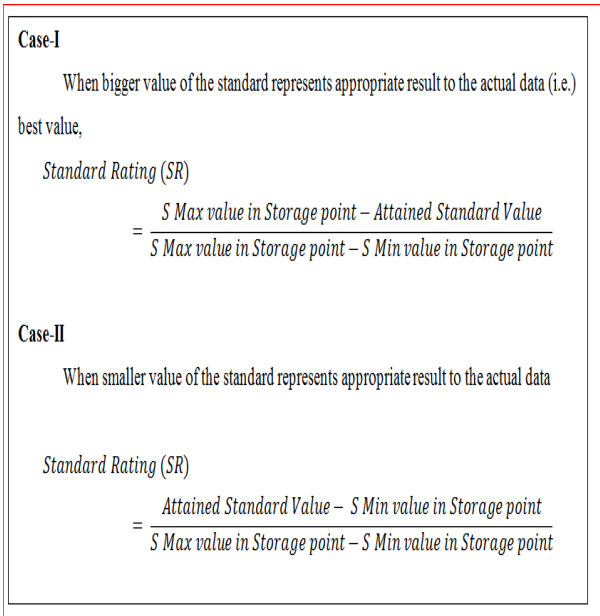 Case-I
When bigger value of the standard represents appropriate result to the actual data (i.e.)
best value,
Standard Rating (SR)
S Max value in Storage point – Attained Standard Value
=
S Max value in Storage point – S Min value in Storage point
Case-II
When smaller value of the standard represents appropriate result to the actual data
Standard Rating (SR)
Attained Standard Value – S Min value in Storage point
=
S Max value in Storage point – S Min value in Storage point